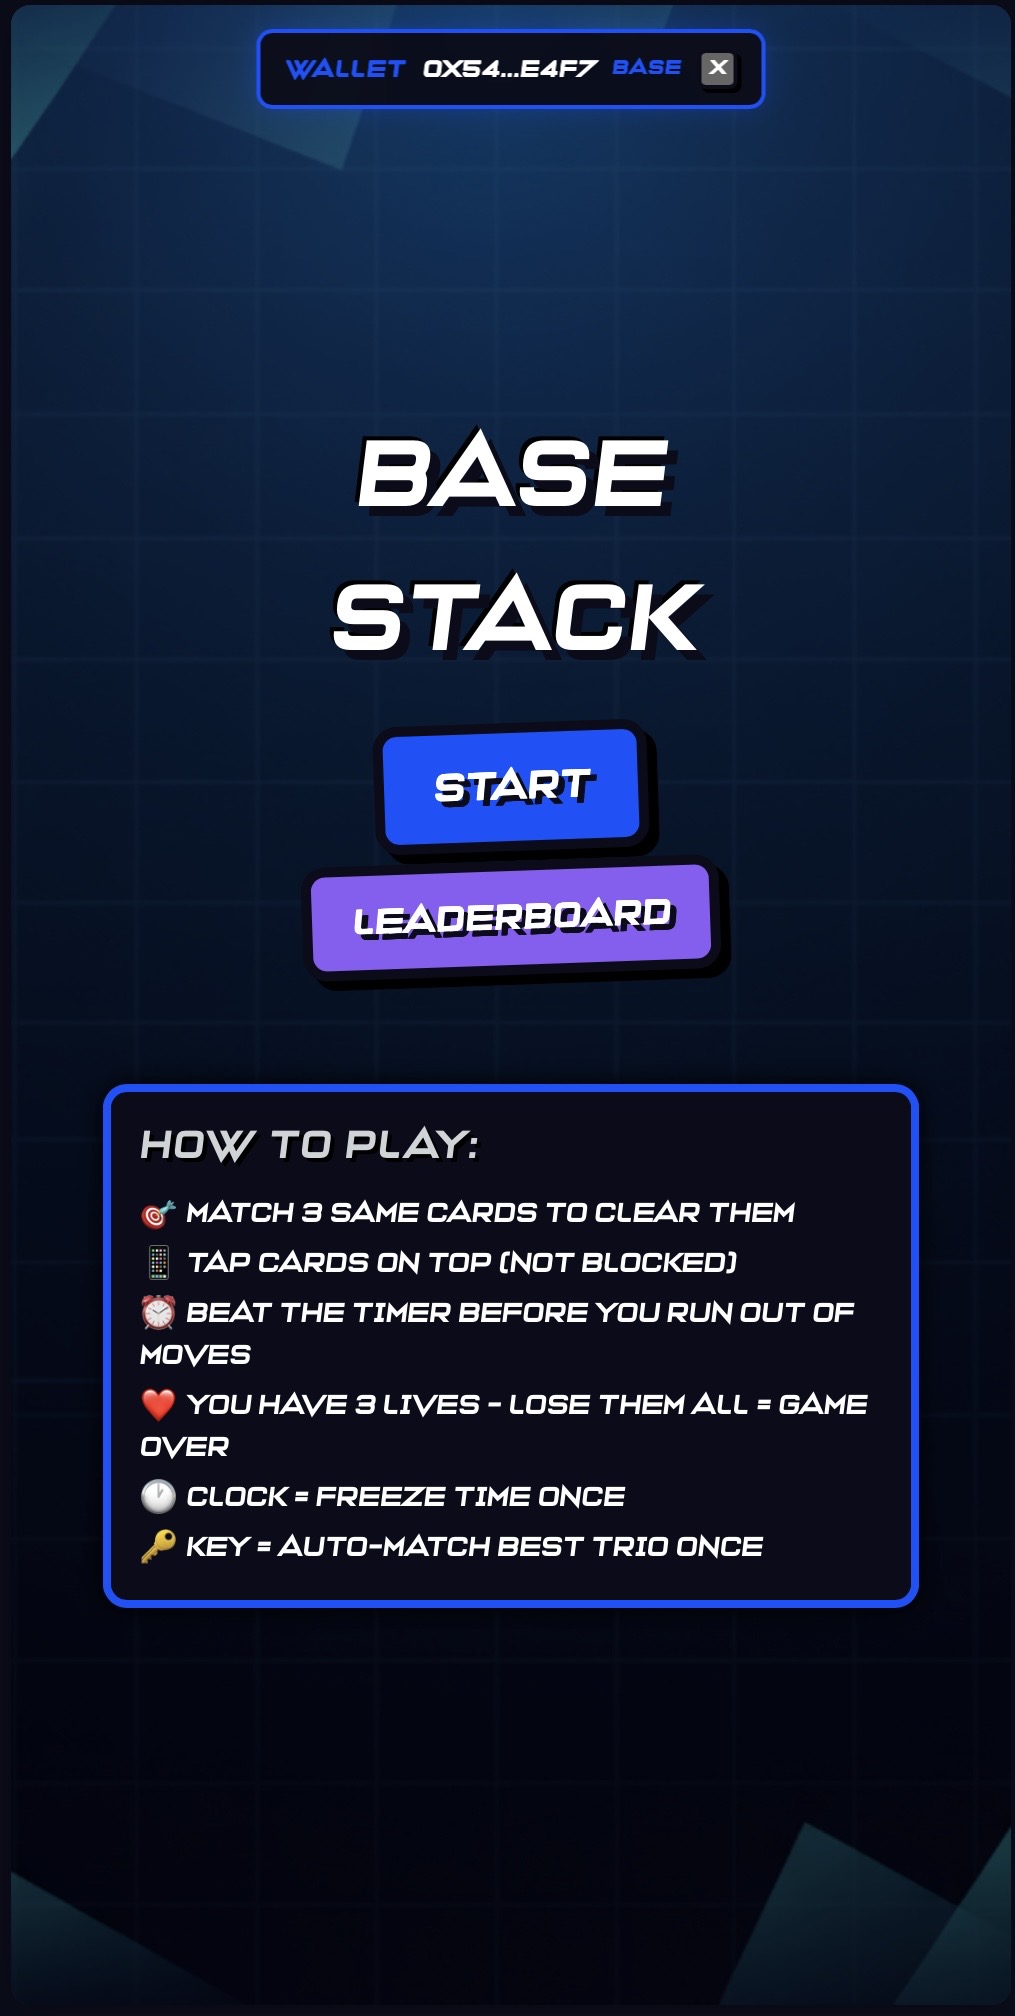 WALLET 0X54...E4F7 BASE X
BASE
STACK
START
LEADERBOARD
HOW TO PLAY:
🎯 MATCH 3 SAME CARDS TO CLEAR THEM
📱 TAP CARDS ON TOP (NOT BLOCKED)
⏰ BEAT THE TIMER BEFORE YOU RUN OUT OF
MOVES
❤️ YOU HAVE 3 LIVES - LOSE THEM ALL = GAME
OVER
🕐 CLOCK = FREEZE TIME ONCE
🔑 KEY = AUTO-MATCH BEST TRIO ONCE